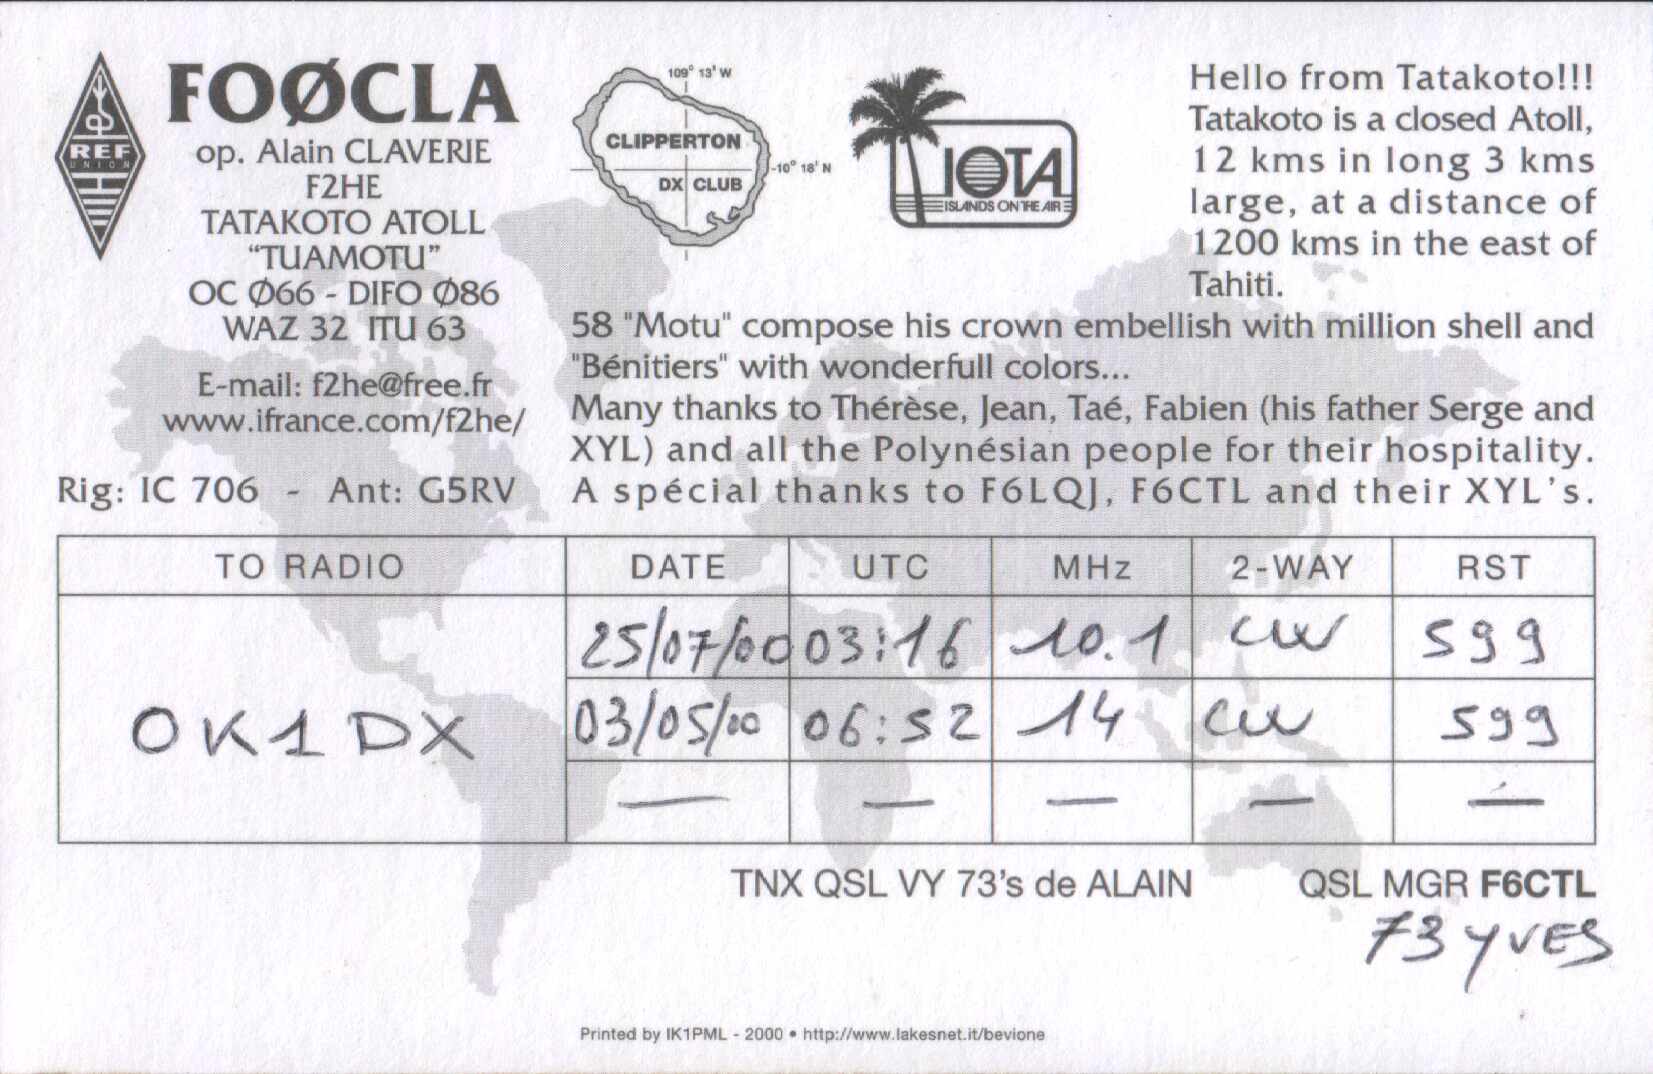 REF
UNION
FOØCLA
op. Alain CLAVERIE
F2HE
TATAKOTO ATOLL
“TUAMOTU”
OC Ø66 - DIFO Ø86
WAZ 32 ITU 63
E-mail: f2he@free.fr
www.ifrance.com/f2he/
Rig: IC 706 - Ant: G5RV
109° 13' W
CLIPPERTON
DX CLUB
10° 18' N
IOTA
ISLANDS ON THE AIR
Hello from Tatakoto!!!
Tatakoto is a closed Atoll,
12 kms in long 3 kms
large, at a distance of
1200 kms in the east of
Tahiti.
58 "Motu" compose his crown embellish with million shell and
"Bénitiers" with wonderfull colors...
Many thanks to Thérèse, Jean, Taé, Fabien (his father Serge and
XYL) and all the Polynésian people for their hospitality.
A spécial thanks to F6LQJ, F6CTL and their XYL's.
TO RADIO DATE UTC MHz 2-WAY RST
25/07/00 03:16 10.1 CW 599
OK1DX 03/05/00 06:52 14 CW 599
— — — — —
TNX QSL VY 73's de ALAIN QSL MGR F6CTL
73 YVES
Printed by IK1PML - 2000 • http://www.lakesnet.it/bevione